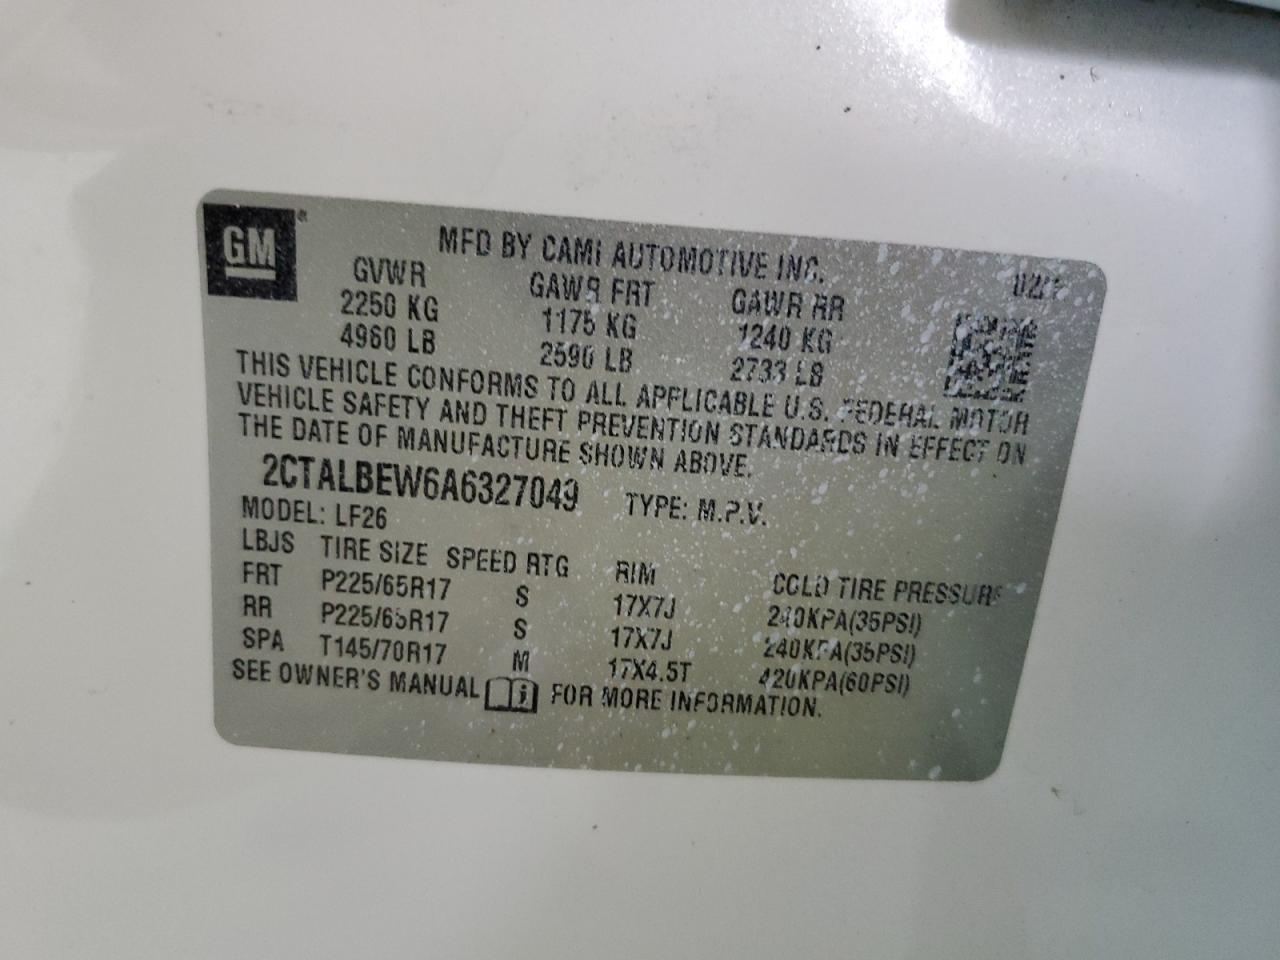 GM
MFD BY CAMI AUTOMOTIVE INC.
GVWR GAWR FRT GAWR RR
2250 KG 1175 KG 1240 KG
4960 LB 2590 LB 2733 LB
THIS VEHICLE CONFORMS TO ALL APPLICABLE U.S. FEDERAL MOTOR
VEHICLE SAFETY AND THEFT PREVENTION STANDARDS IN EFFECT ON
THE DATE OF MANUFACTURE SHOWN ABOVE.
2CTALBEW6A6327049 TYPE: M.P.V.
MODEL: LF26
LBJS TIRE SIZE SPEED RTG RIM COLD TIRE PRESSURE
FRT P225/65R17 S 17X7J 240KPA(35PSI)
RR P225/65R17 S 17X7J 240KPA(35PSI)
SPA T145/70R17 M 17X4.5T 420KPA(60PSI)
SEE OWNER'S MANUAL FOR MORE INFORMATION.